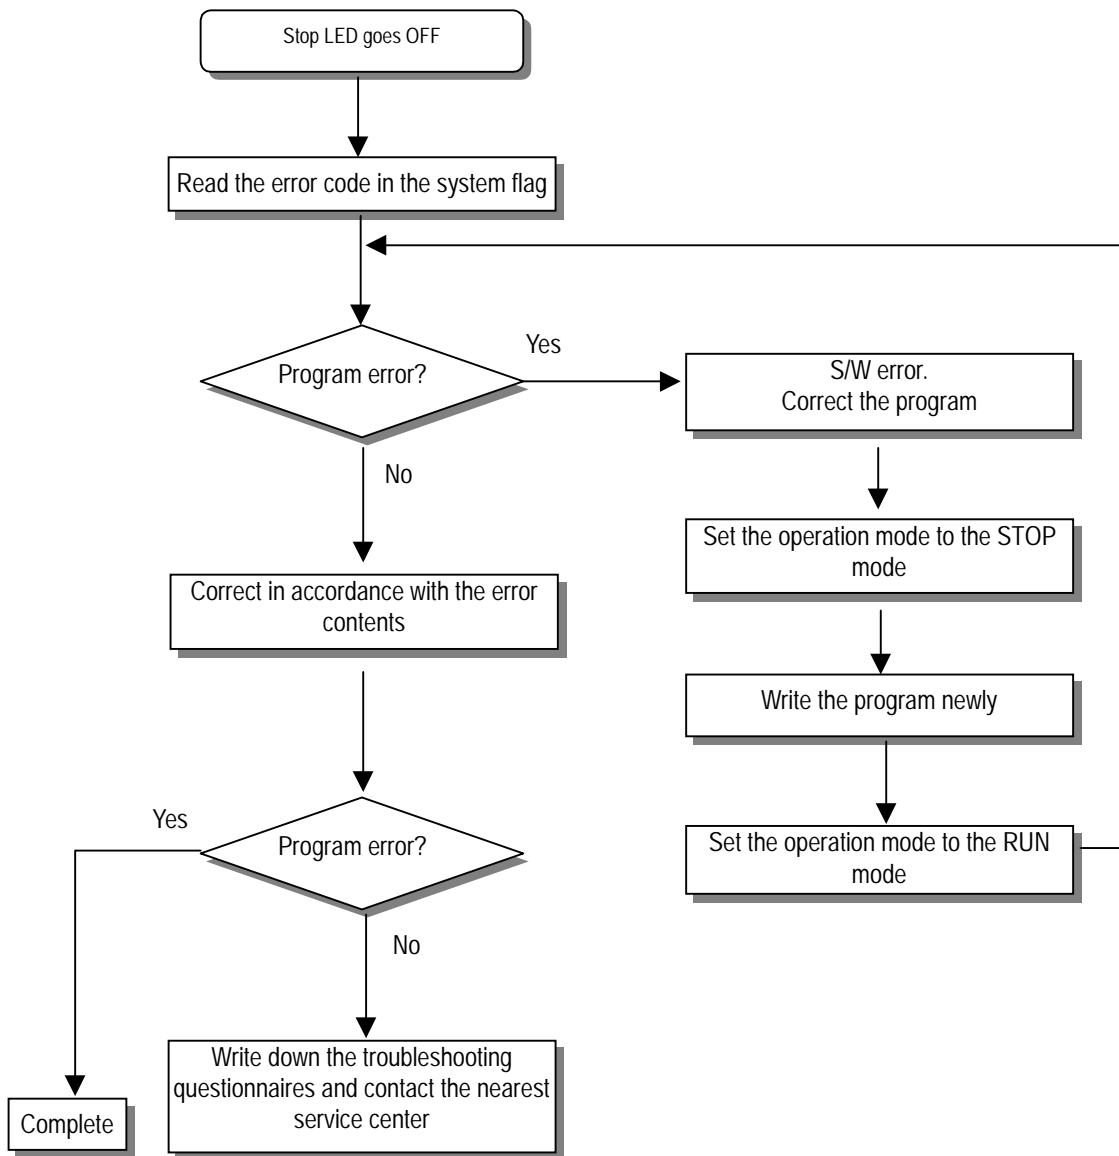 Stop LED goes OFF
Read the error code in the system flag
Program error?
Yes
S/W error.
Correct the program
No
Set the operation mode to the STOP
mode
Correct in accordance with the error
contents
Write the program newly
Yes
Program error?
Set the operation mode to the RUN
mode
No
Write down the troubleshooting
questionnaires and contact the nearest
service center
Complete